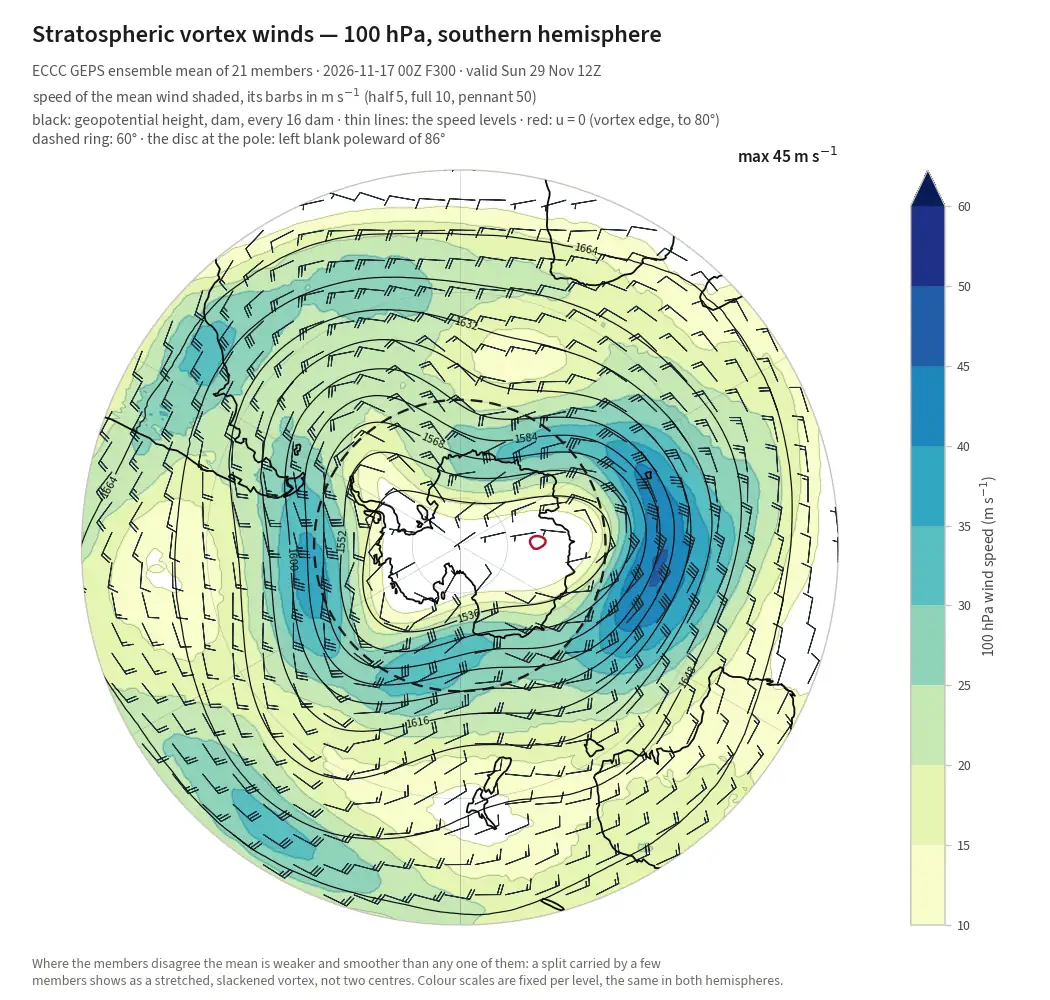 Stratospheric vortex winds — 100 hPa, southern hemisphere
ECCC GEPS ensemble mean of 21 members · 2026-11-17 00Z F300 · valid Sun 29 Nov 12Z
speed of the mean wind shaded, its barbs in m s⁻¹ (half 5, full 10, pennant 50)
black: geopotential height, dam, every 16 dam · thin lines: the speed levels · red: u = 0 (vortex edge, to 80°)
dashed ring: 60° · the disc at the pole: left blank poleward of 86°
max 45 m s⁻¹
1664
1632
1584
1568
1664
1552
1600
1536
1648
1616
60
50
45
40
35
30
25
20
15
10
100 hPa wind speed (m s⁻¹)
Where the members disagree the mean is weaker and smoother than any one of them: a split carried by a few
members shows as a stretched, slackened vortex, not two centres. Colour scales are fixed per level, the same in both hemispheres.